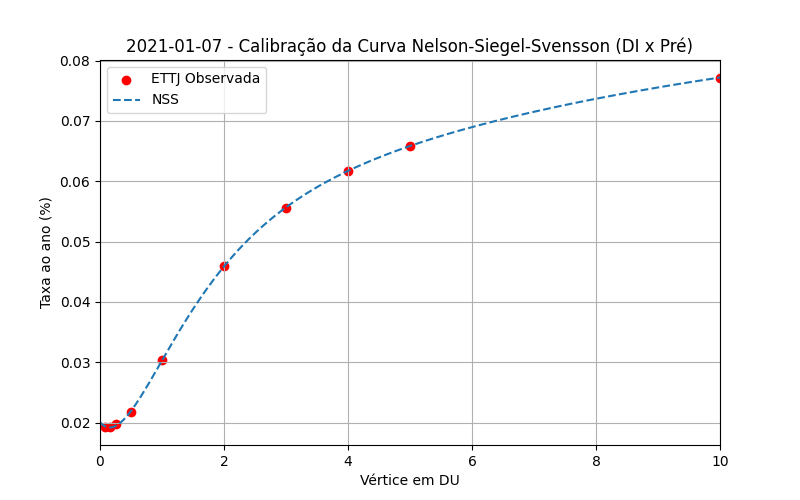 2021-01-07 - Calibração da Curva Nelson-Siegel-Svensson (DI x Pré)
ETTJ Observada
NSS
Taxa ao ano (%)
0.08
0.07
0.06
0.05
0.04
0.03
0.02
0 2 4 6 8 10
Vértice em DU